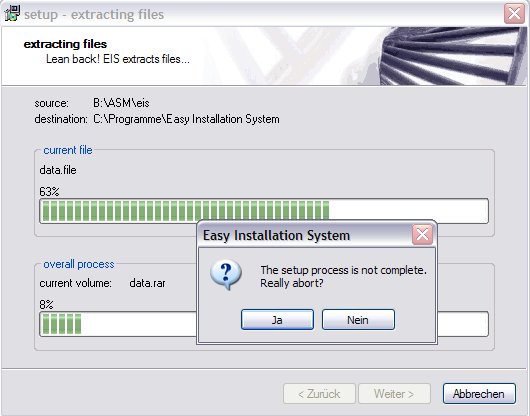 setup - extracting files
extracting files
Lean back! EIS extracts files...
source: B:\ASM\eis
destination: C:\Programme\Easy Installation System
current file
data.file
63%
Easy Installation System
The setup process is not complete.
Really abort?
Ja Nein
overall process
current volume: data.rar
8%
< Zurück Weiter > Abbrechen